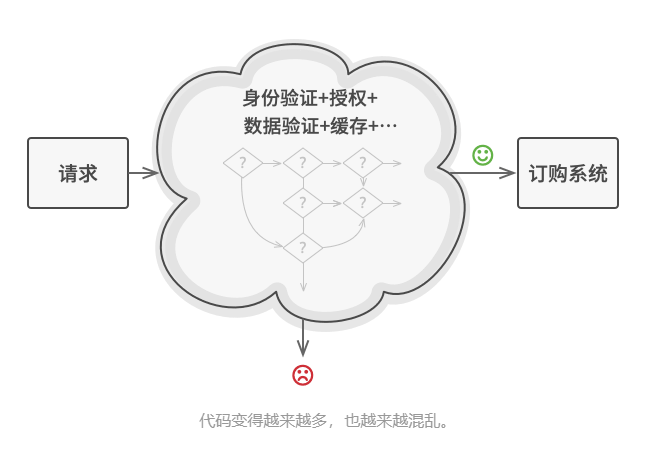 身份验证+授权+
数据验证+缓存+…
? ? ?
请求
订购系统
? ?
?
代码变得越来越多，也越来越混乱。